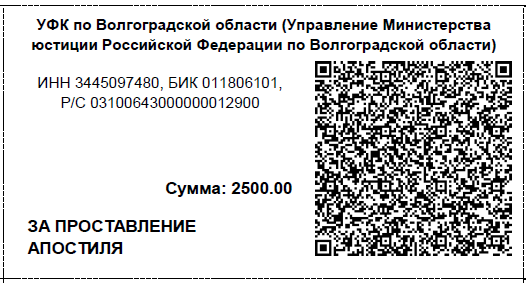 УФК по Волгоградской области (Управление Министерства
юстиции Российской Федерации по Волгоградской области)
ИНН 3445097480, БИК 011806101,
Р/С 03100643000000012900
Сумма: 2500.00
ЗА ПРОСТАВЛЕНИЕ
АПОСТИЛЯ